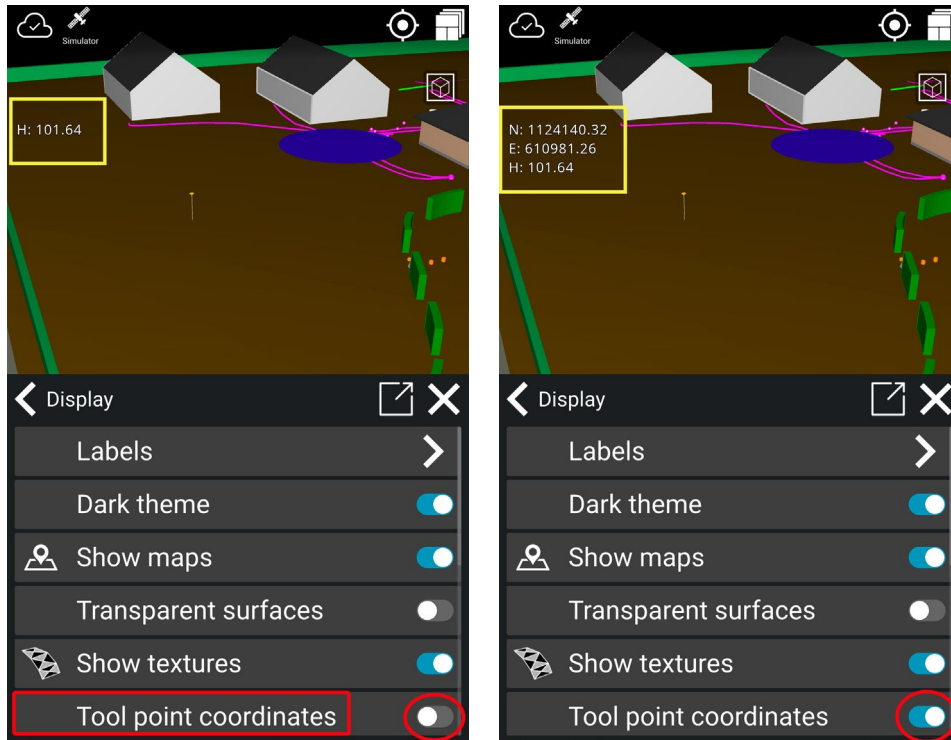 Simulator
H: 101.64
Display
Labels
Dark theme
Show maps
Transparent surfaces
Show textures
Tool point coordinates
Simulator
N: 1124140.32
E: 610981.26
H: 101.64
Display
Labels
Dark theme
Show maps
Transparent surfaces
Show textures
Tool point coordinates